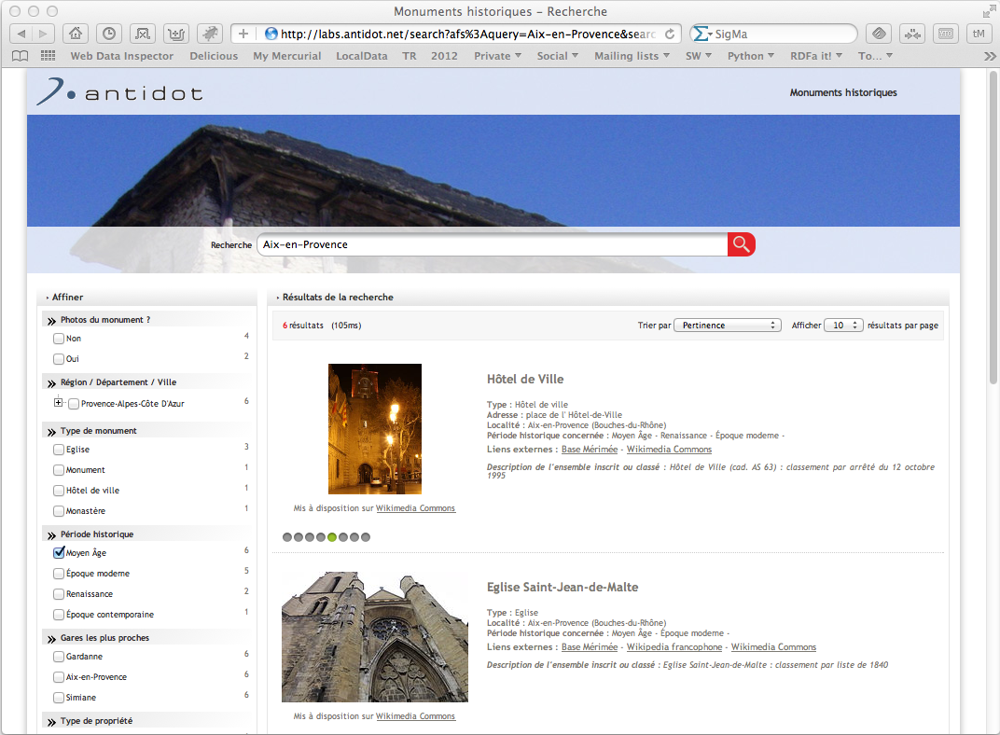 Monuments historiques – Recherche
http://labs.antidot.net/search?afs%3Aquery=Aix-en-Provence&searc
SigMa
tM
Web Data Inspector Delicious My Mercurial LocalData TR 2012 Private Social Mailing lists SW Python RDFa it! To...
antidot
Monuments historiques
Recherche Aix-en-Provence
Affiner
Photos du monument ?
Non 4
Oui 2
Région / Département / Ville
Provence-Alpes-Côte D'Azur 6
Type de monument
Eglise 3
Monument 1
Hôtel de ville 1
Monastère 1
Période historique
Moyen Âge 6
Époque moderne 5
Renaissance 2
Époque contemporaine 1
Gares les plus proches
Gardanne 6
Aix-en-Provence 6
Simiane 6
Type de propriété
Résultats de la recherche
6 résultats (105ms) Trier par Pertinence Afficher 10 résultats par page
Mis à disposition sur Wikimedia Commons
Hôtel de Ville
Type : Hôtel de ville
Adresse : place de l' Hôtel-de-Ville
Localité : Aix-en-Provence (Bouches-du-Rhône)
Période historique concernée : Moyen Âge - Renaissance - Époque moderne -
Liens externes : Base Mérimée - Wikimedia Commons
Description de l'ensemble inscrit ou classé : Hôtel de Ville (cad. AS 63) : classement par arrêté du 12 octobre
1995
Mis à disposition sur Wikimedia Commons
Eglise Saint-Jean-de-Malte
Type : Eglise
Localité : Aix-en-Provence (Bouches-du-Rhône)
Période historique concernée : Moyen Âge - Époque moderne -
Liens externes : Base Mérimée - Wikipedia francophone - Wikimedia Commons
Description de l'ensemble inscrit ou classé : Eglise Saint-Jean-de-Malte : classement par liste de 1840